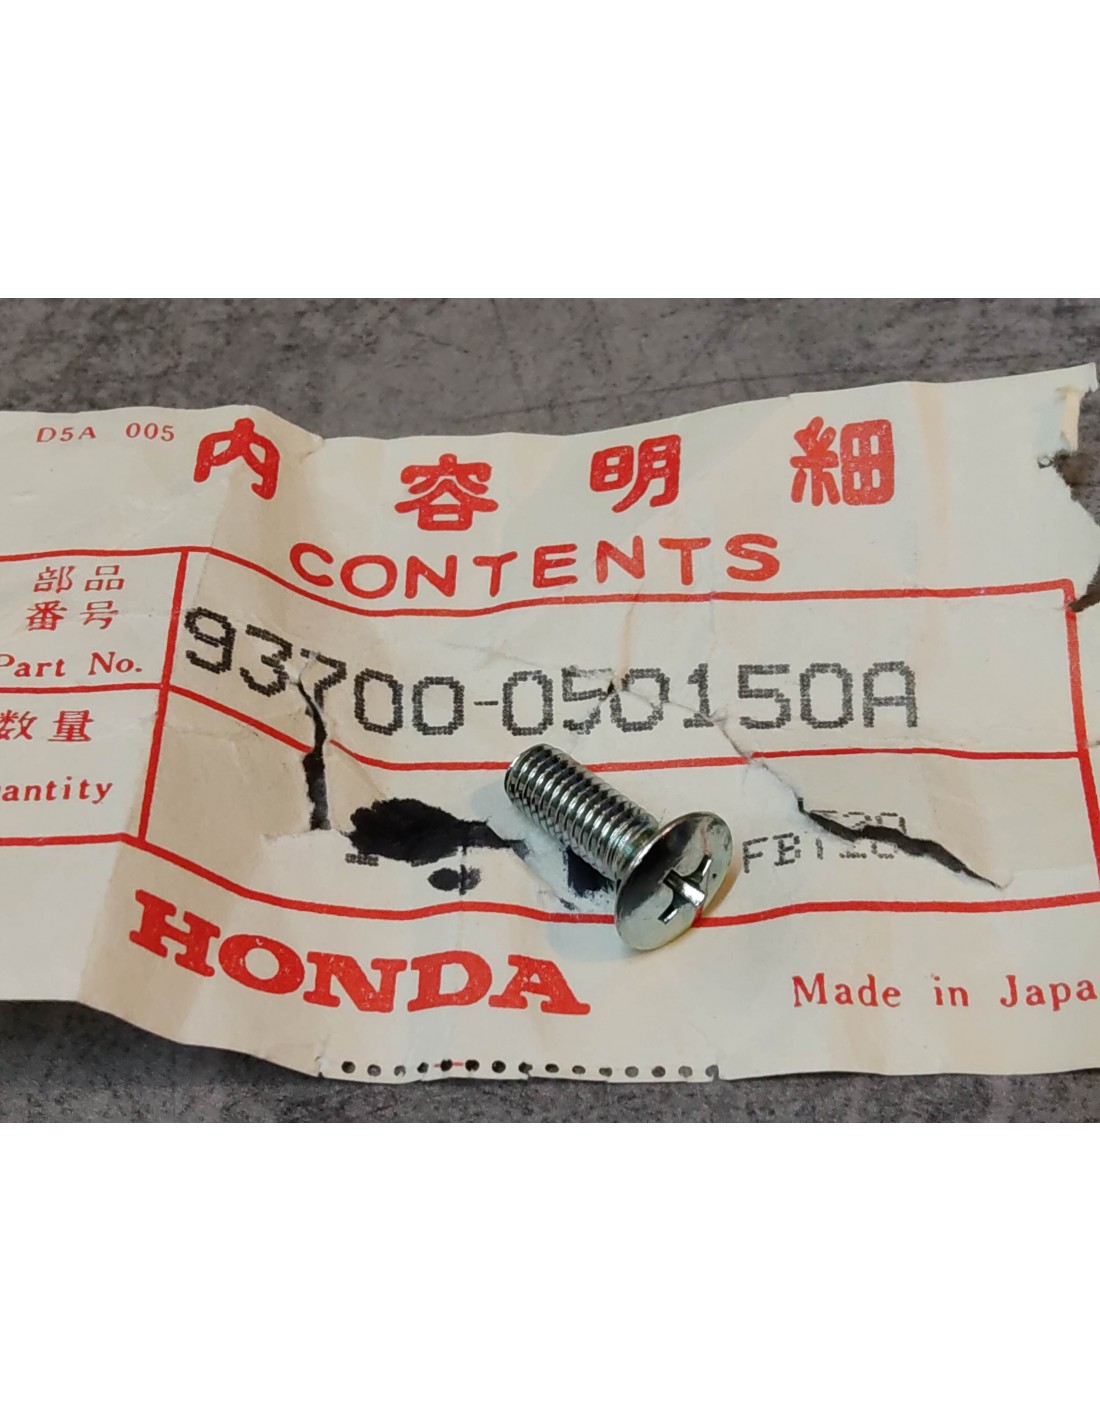 D5A 005
内容明細
CONTENTS
部品
番号
Part No.
93700-050150A
数量
antity
HONDA
Made in Japa